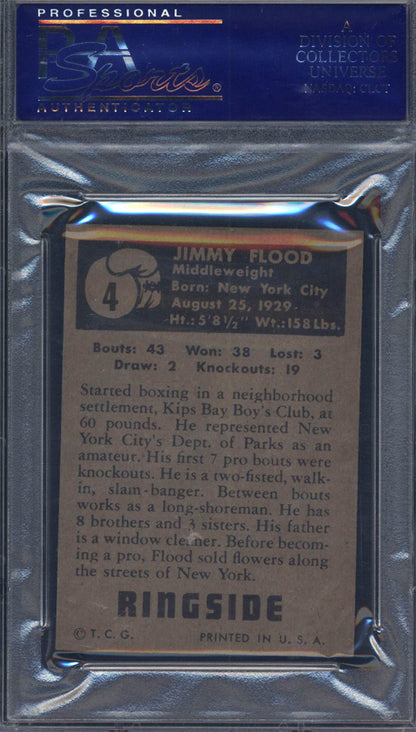 PROFESSIONAL
PSA
Sports®
AUTHENTICATOR
A
DIVISION OF
COLLECTORS
UNIVERSE
NASDAQ: CLCT
4
JIMMY FLOOD
Middleweight
Born: New York City
August 25, 1929
Ht.: 5'8½" Wt.: 158 Lbs.
Bouts: 43 Won: 38 Lost: 3
Draw: 2 Knockouts: 19
Started boxing in a neighborhood
settlement, Kips Bay Boy's Club, at
60 pounds. He represented New
York City's Dept. of Parks as an
amateur. His first 7 pro bouts were
knockouts. He is a two-fisted, walk-
in, slam-banger. Between bouts
works as a long-shoreman. He has
8 brothers and 3 sisters. His father
is a window cleaner. Before becom-
ing a pro, Flood sold flowers along
the streets of New York.
RINGSIDE
© T. C. G. PRINTED IN U. S. A.